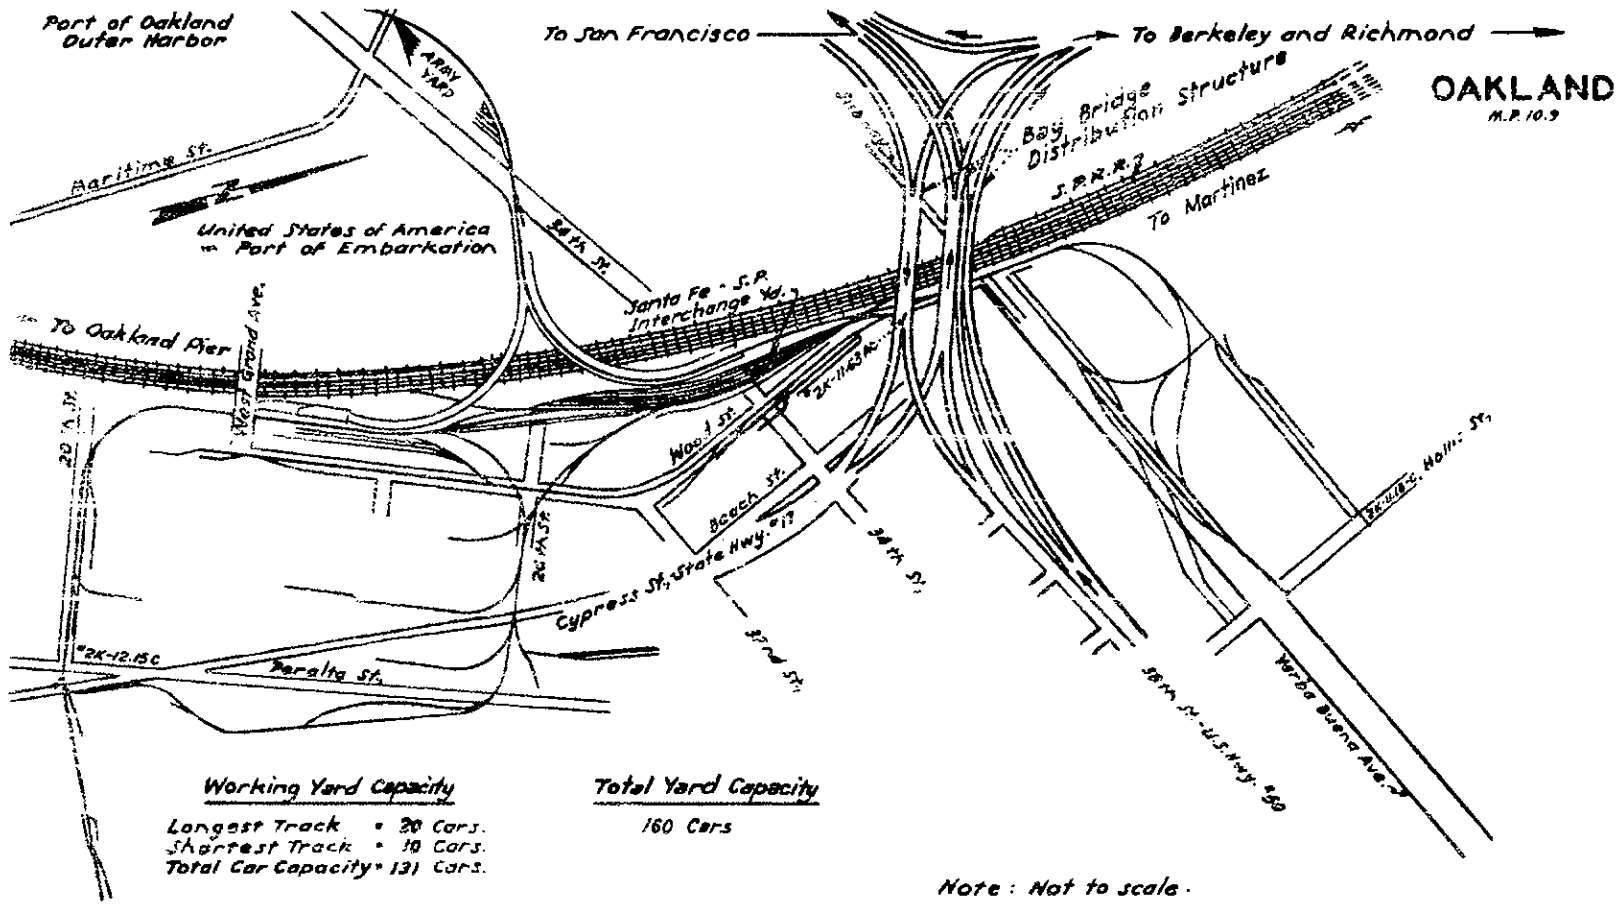 Port of Oakland
Outer Harbor
To San Francisco
To Berkeley and Richmond
OAKLAND
M.P. 10.9
ARMY
YARD
Bay Bridge
Distribution Structure
Maritime St.
S.P.R.R.
To Martinez
United States of America
Port of Embarkation
34th St.
Santa Fe - S.P.
Interchange Yd.
To Oakland Pier
West Grand Ave.
20th St.
Wood St.
Beach St.
26th St.
Cypress St., State Hwy. #17
34th St.
32nd St.
#2K-12.15C
Peralta St.
38th St. - U.S. Hwy. #50
Yerba Buena Ave.
Hollis St.
Working Yard Capacity
Longest Track = 20 Cars.
Shortest Track = 10 Cars.
Total Car Capacity = 131 Cars.
Total Yard Capacity
160 Cars
Note: Not to scale.